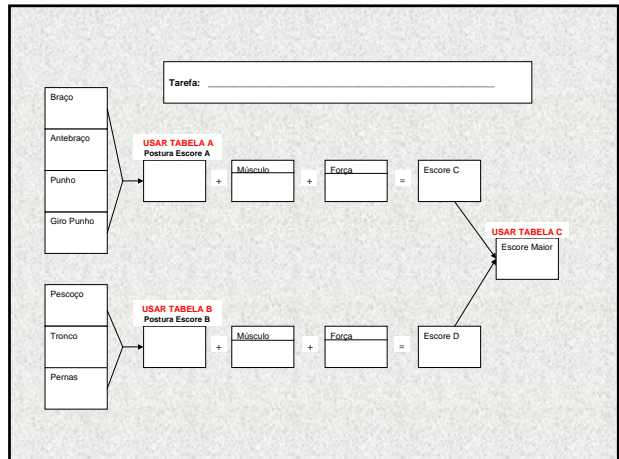 Tarefa: ________________________________________________
Braço
Antebraço
Punho
Giro Punho
USAR TABELA A
Postura Escore A
+
Músculo
+
Força
=
Escore C
USAR TABELA C
Escore Maior
Pescoço
Tronco
Pernas
USAR TABELA B
Postura Escore B
+
Músculo
+
Força
=
Escore D